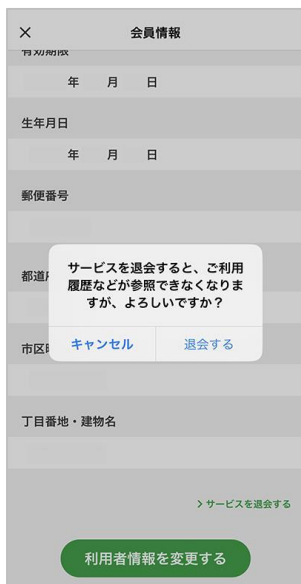 ×
会員情報
有効期限
年 月 日
生年月日
年 月 日
郵便番号
サービスを退会すると、ご利用
履歴などが参照できなくなりま
すが、よろしいですか？
都道
キャンセル 退会する
市区
丁目番地・建物名
> サービスを退会する
利用者情報を変更する